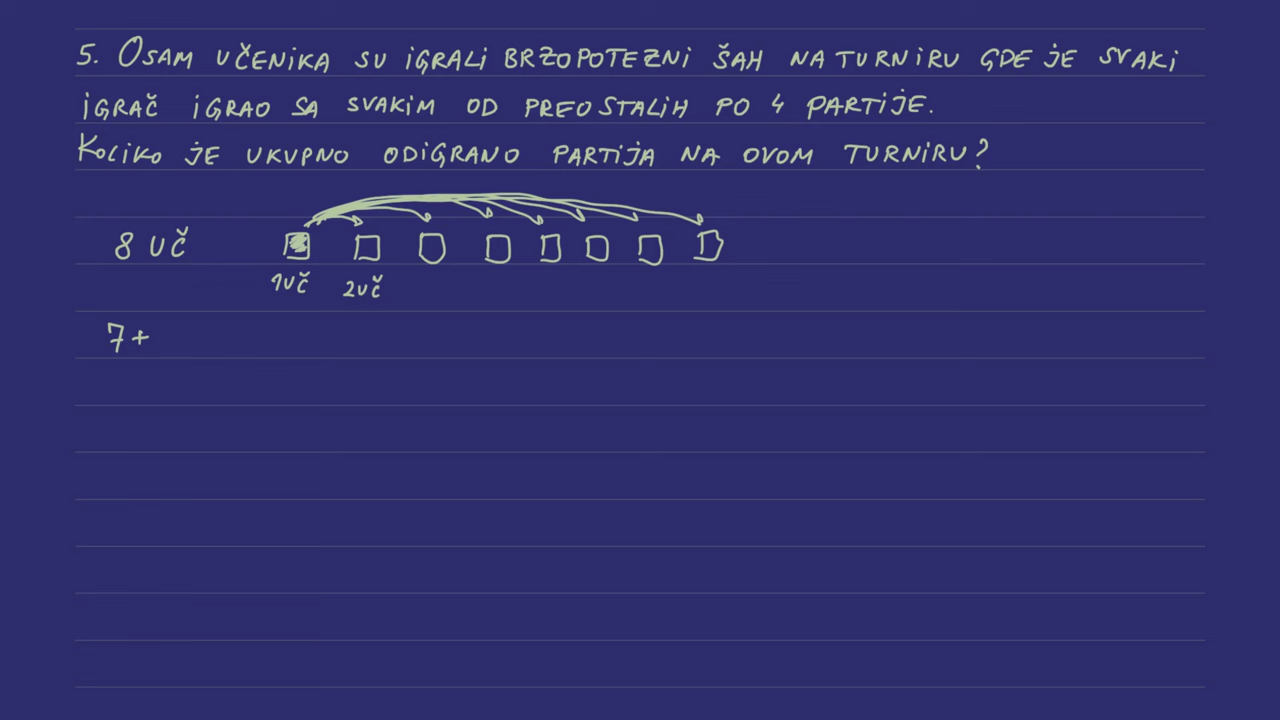 5. OSAM UČENIKA SU IGRALI BRZOPOTEZNI ŠAH NA TURNIRU GDE JE SVAKI
IGRAČ IGRAO SA SVAKIM OD PREOSTALIH PO 4 PARTIJE.
KOLIKO JE UKUPNO ODIGRANO PARTIJA NA OVOM TURNIRU?
8 UČ
1UČ 2UČ
7+